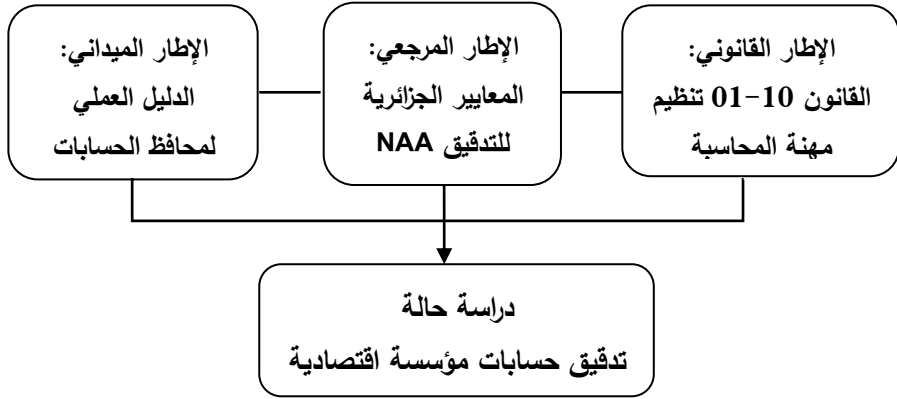 الإطار القانوني:
القانون 10-01 تنظيم
مهنة المحاسبة
الإطار المرجعي:
المعايير الجزائرية
للتدقيق NAA
الإطار الميداني:
الدليل العملي
لمحافظ الحسابات
دراسة حالة
تدقيق حسابات مؤسسة اقتصادية